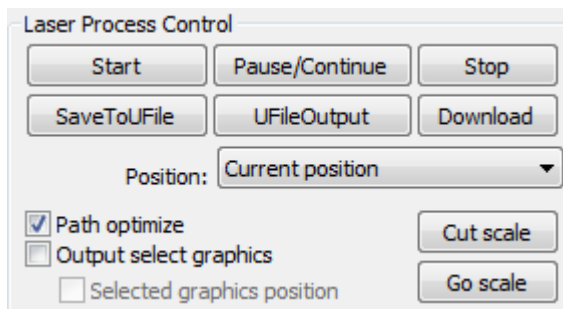 Laser Process Control
Start Pause/Continue Stop
SaveToUFile UFileOutput Download
Position: Current position
Path optimize
Cut scale
Output select graphics
Selected graphics position
Go scale